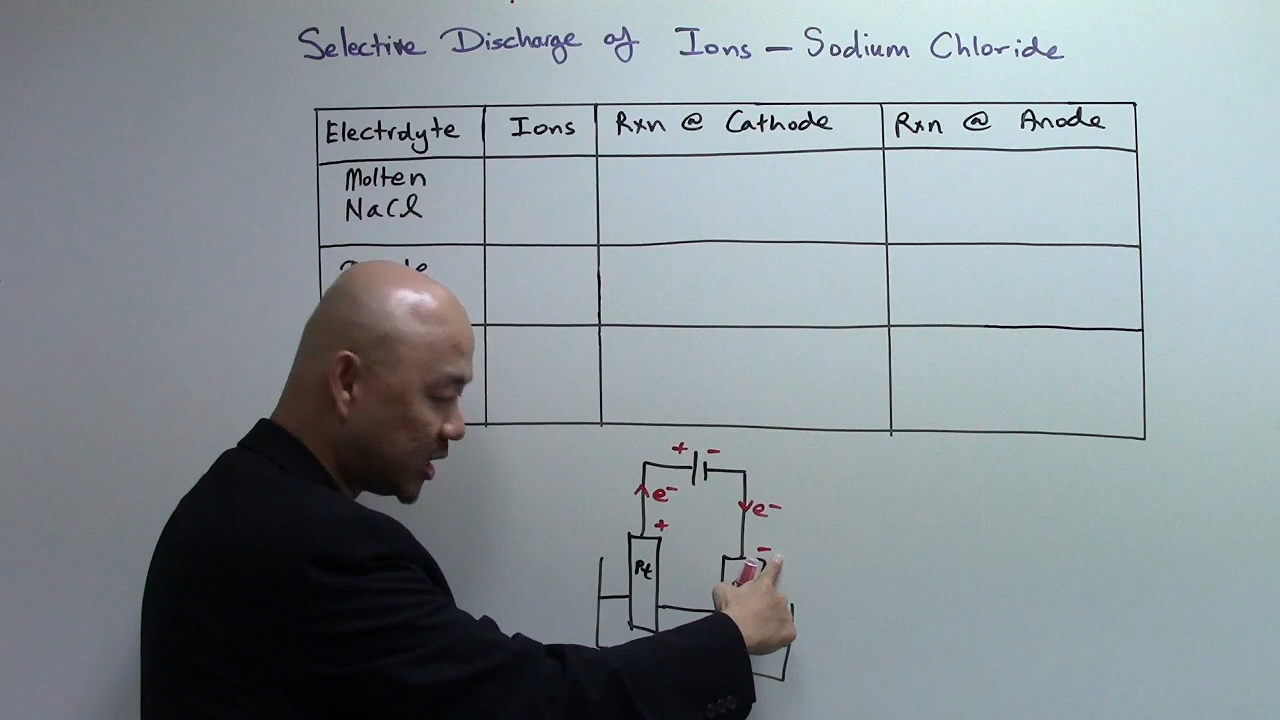 Selective Discharge of Ions – Sodium Chloride
Electrolyte Ions Rxn @ Cathode Rxn @ Anode
Molten
NaCl
+ -
e- e-
+ -
Pt